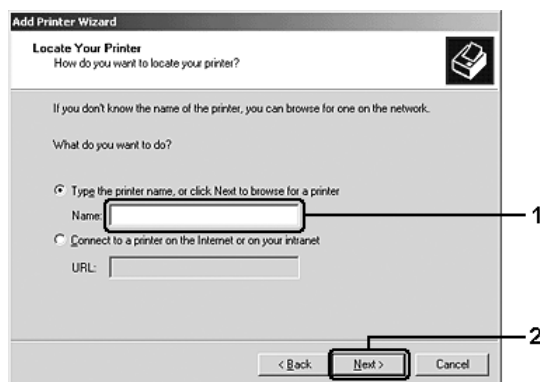 Add Printer Wizard
Locate Your Printer
How do you want to locate your printer?
If you don't know the name of the printer, you can browse for one on the network.
What do you want to do?
Type the printer name, or click Next to browse for a printer
Name:
1
Connect to a printer on the Internet or on your intranet
URL:
2
< Back Next > Cancel